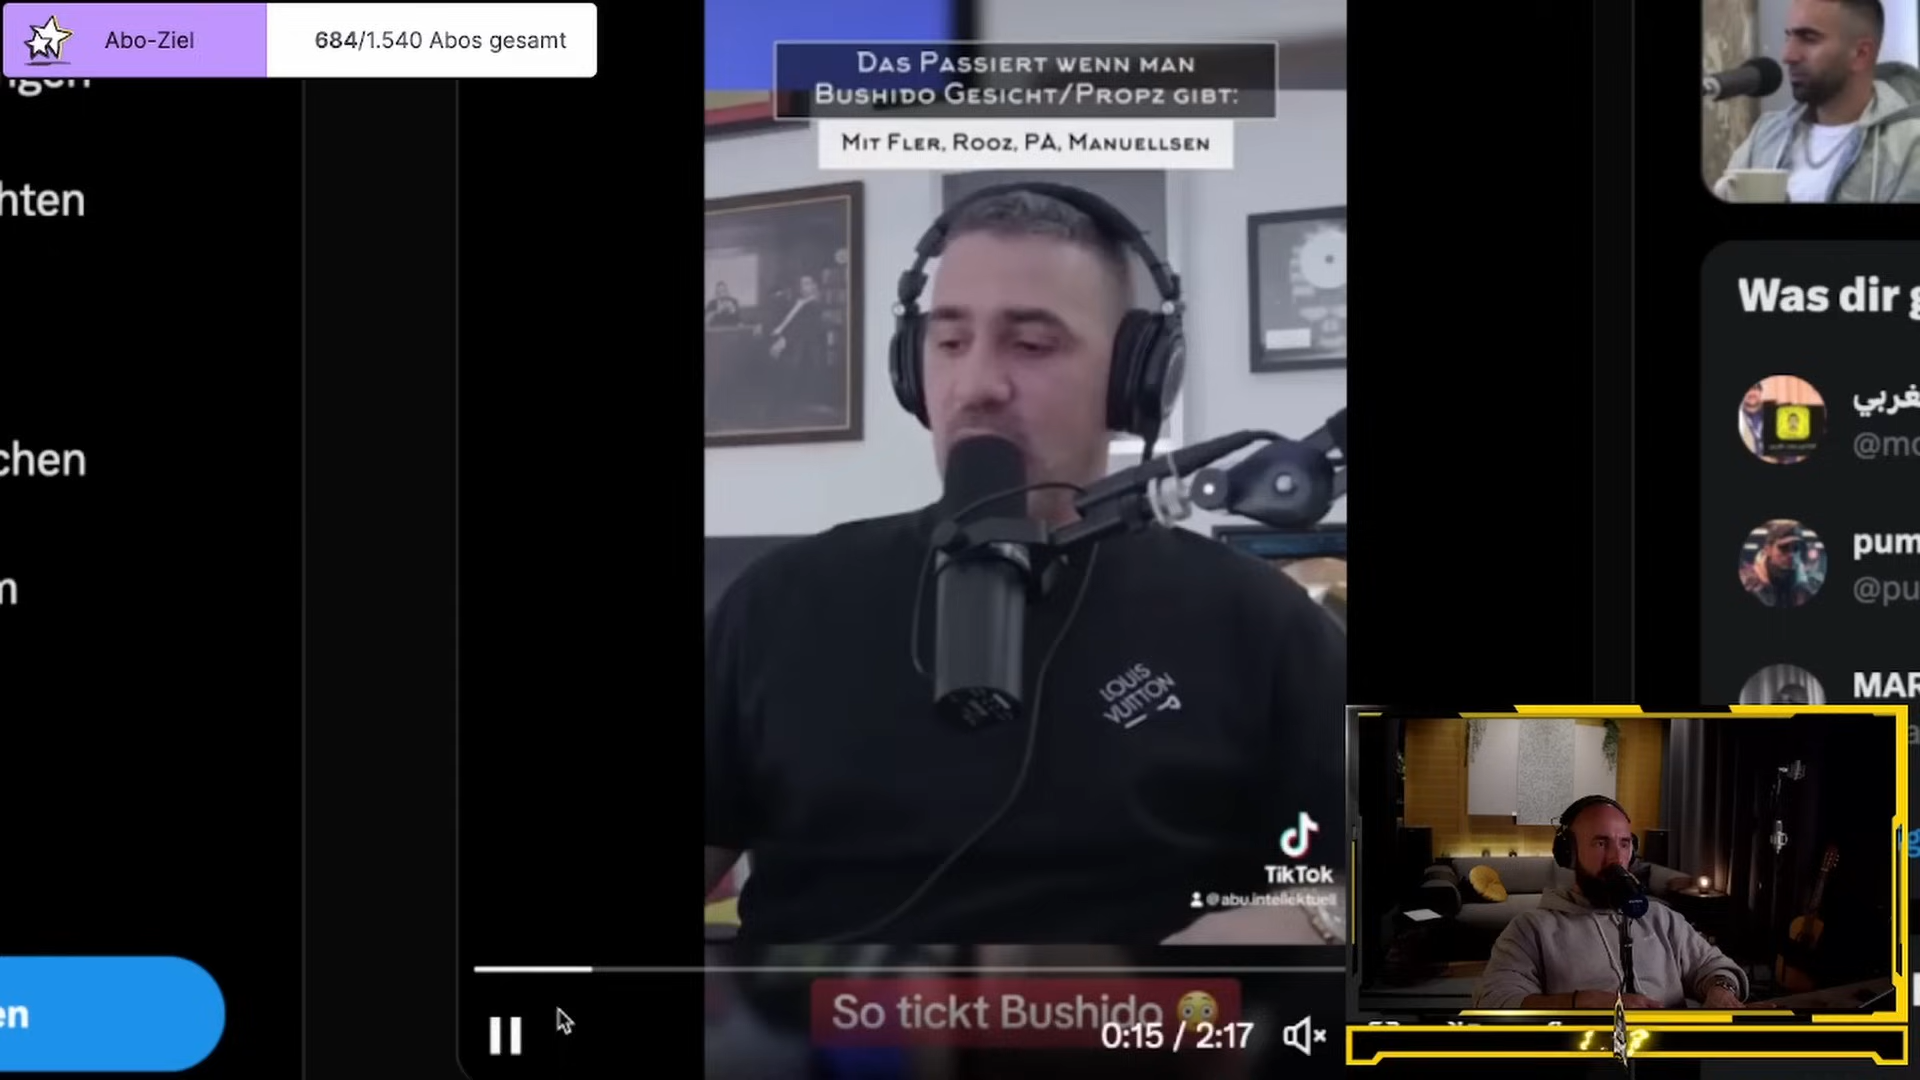 Abo-Ziel
684/1.540 Abos gesamt
ngen
hten
chen
m
en
DAS PASSIERT WENN MAN
BUSHIDO GESICHT/PROPZ GIBT:
MIT FLER, ROOZ, PA, MANUELLSEN
LOUIS
VUITTON
TikTok
@abu.intellektuell
So tickt Bushido 😳
0:15 / 2:17
Was dir g
غربي
@mo
pum
@pu
MAR